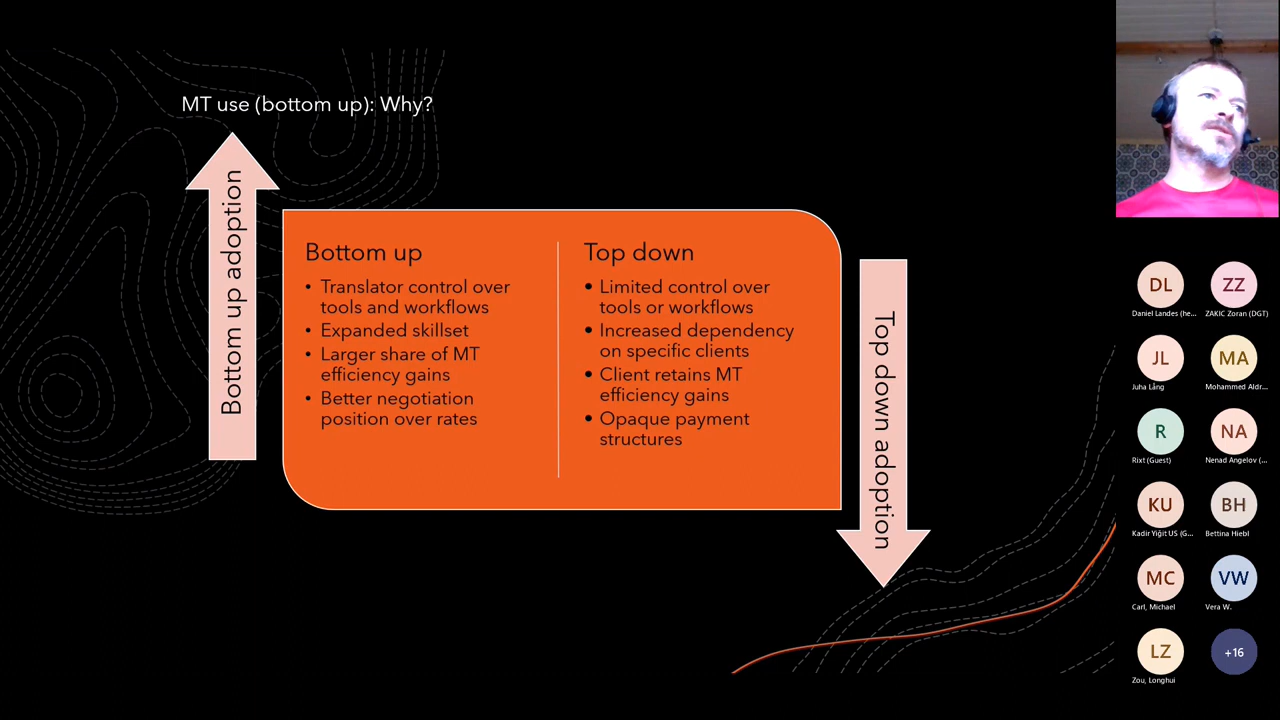 MT use (bottom up): Why?
Bottom up adoption
Bottom up
• Translator control over
tools and workflows
• Expanded skillset
• Larger share of MT
efficiency gains
• Better negotiation
position over rates
Top down
• Limited control over
tools or workflows
• Increased dependency
on specific clients
• Client retains MT
efficiency gains
• Opaque payment
structures
Top down adoption
DL
Daniel Landes (he...
ZZ
ZAKIC Zoran (DGT)
JL
Juha Lång
MA
Mohammed Aldr...
R
Rixt (Guest)
NA
Nenad Angelov (...
KU
Kadir Yiğit US (G...
BH
Bettina Hiebl
MC
Carl, Michael
VW
Vera W.
LZ
Zou, Longhui
+16